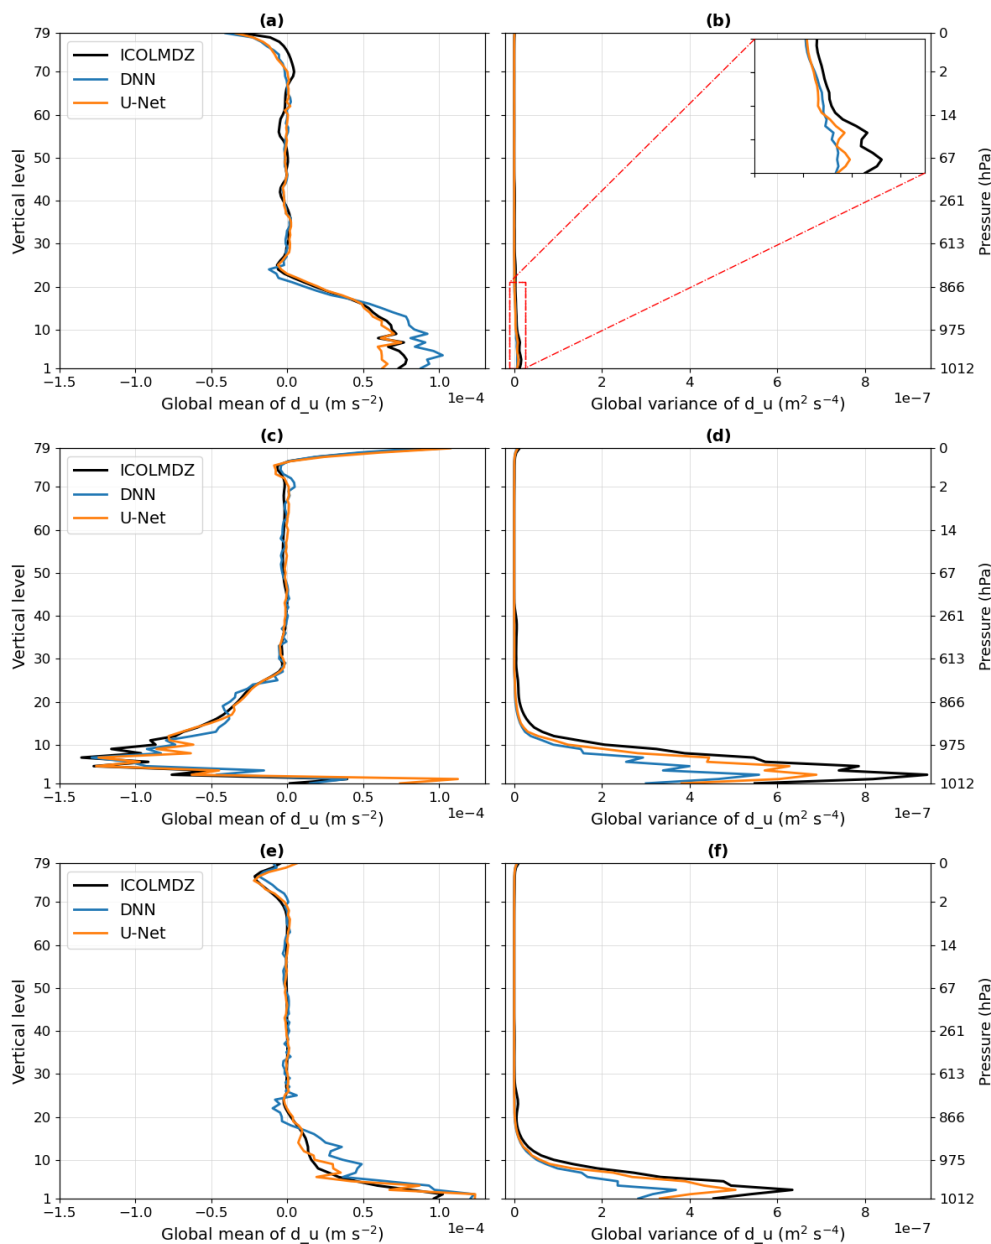 (a)
79
70
60
50
40
30
20
10
1
Vertical level
ICOLMDZ
DNN
U-Net
−1.5 −1.0 −0.5 0.0 0.5 1.0
1e−4
Global mean of d_u (m s−2)
(b)
0
2
14
67
261
613
866
975
1012
Pressure (hPa)
0 2 4 6 8
1e−7
Global variance of d_u (m2 s−4)
(c)
79
70
60
50
40
30
20
10
1
Vertical level
ICOLMDZ
DNN
U-Net
−1.5 −1.0 −0.5 0.0 0.5 1.0
1e−4
Global mean of d_u (m s−2)
(d)
0
2
14
67
261
613
866
975
1012
Pressure (hPa)
0 2 4 6 8
1e−7
Global variance of d_u (m2 s−4)
(e)
79
70
60
50
40
30
20
10
1
Vertical level
ICOLMDZ
DNN
U-Net
−1.5 −1.0 −0.5 0.0 0.5 1.0
1e−4
Global mean of d_u (m s−2)
(f)
0
2
14
67
261
613
866
975
1012
Pressure (hPa)
0 2 4 6 8
1e−7
Global variance of d_u (m2 s−4)